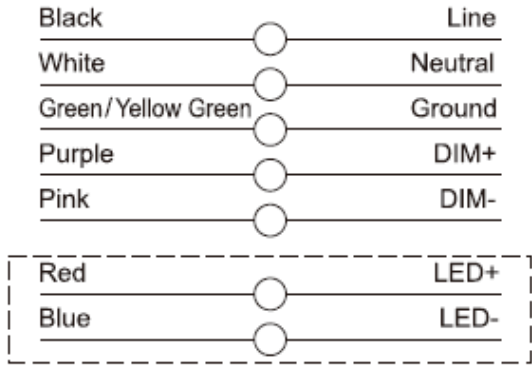 Black Line
White Neutral
Green/Yellow Green Ground
Purple DIM+
Pink DIM-
Red LED+
Blue LED-